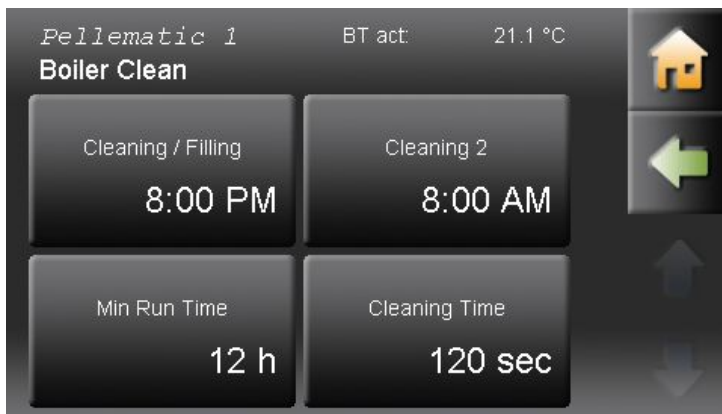 Pellematic 1 BT act: 21.1 °C
Boiler Clean
Cleaning / Filling
8:00 PM
Cleaning 2
8:00 AM
Min Run Time
12 h
Cleaning Time
120 sec